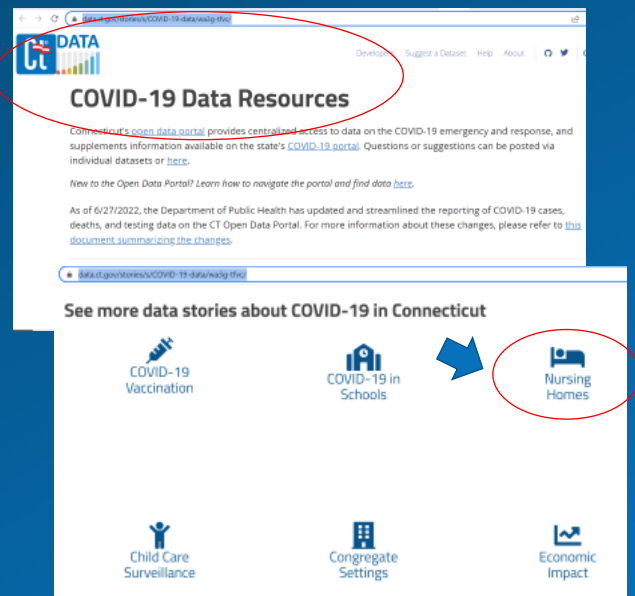 data.ct.gov/stories/s/COVID-19-data/wa3g-tfvc/
Ct DATA
Developers Suggest a Dataset Help About
COVID-19 Data Resources
Connecticut's open data portal provides centralized access to data on the COVID-19 emergency and response, and
supplements information available on the state's COVID-19 portal. Questions or suggestions can be posted via
individual datasets or here.
New to the Open Data Portal? Learn how to navigate the portal and find data here.
As of 6/27/2022, the Department of Public Health has updated and streamlined the reporting of COVID-19 cases,
deaths, and testing data on the CT Open Data Portal. For more information about these changes, please refer to this
document summarizing the changes.
data.ct.gov/stories/s/COVID-19-data/wa3g-tfvc/
See more data stories about COVID-19 in Connecticut
COVID-19
Vaccination
COVID-19 in
Schools
Nursing
Homes
Child Care
Surveillance
Congregate
Settings
Economic
Impact